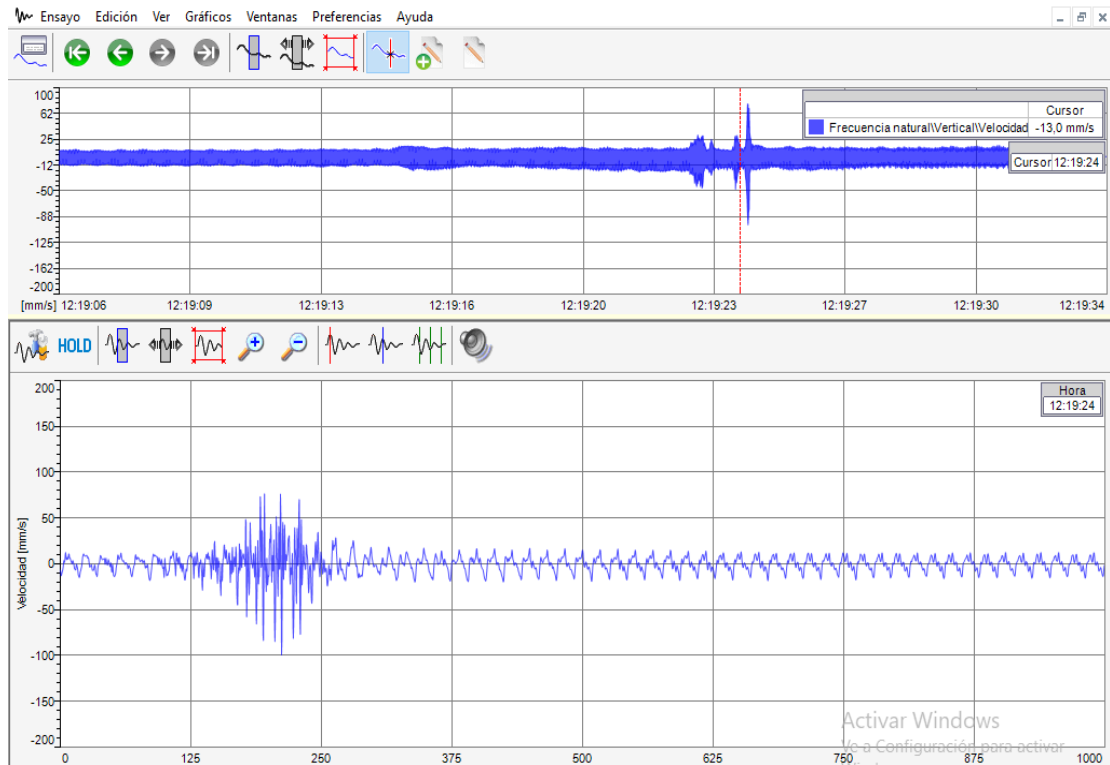 Ensayo Edición Ver Gráficos Ventanas Preferencias Ayuda
100
62
25
-12
-50
-88
-125
-162
-200
Cursor
Frecuencia natural\Vertical\Velocidad -13,0 mm/s
Cursor 12:19:24
[mm/s] 12:19:06 12:19:09 12:19:13 12:19:16 12:19:20 12:19:23 12:19:27 12:19:30 12:19:34
HOLD
Hora
12:19:24
Velocidad [mm/s]
200
150
100
50
0
-50
-100
-150
-200
Activar Windows
Ve a Configuración para activar
0 125 250 375 500 625 750 875 1000